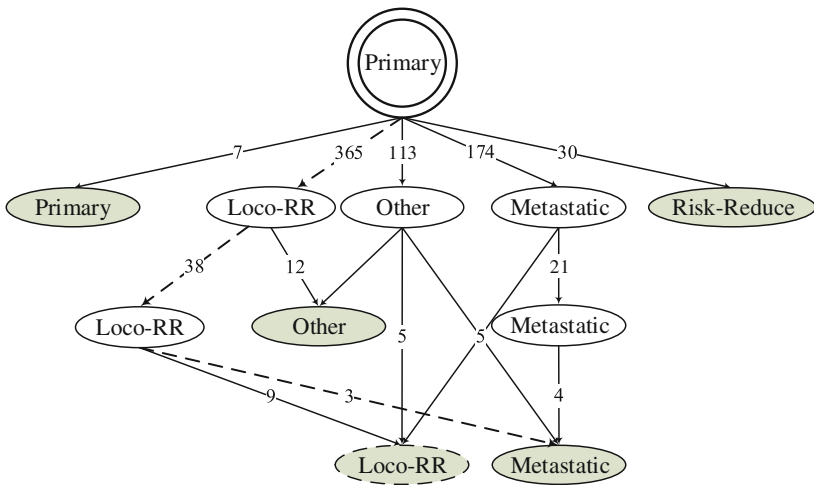 Primary
7
365
113
174
30
Primary
Loco-RR
Other
Metastatic
Risk-Reduce
38
12
21
Loco-RR
Other
Metastatic
5
5
9
3
4
Loco-RR
Metastatic